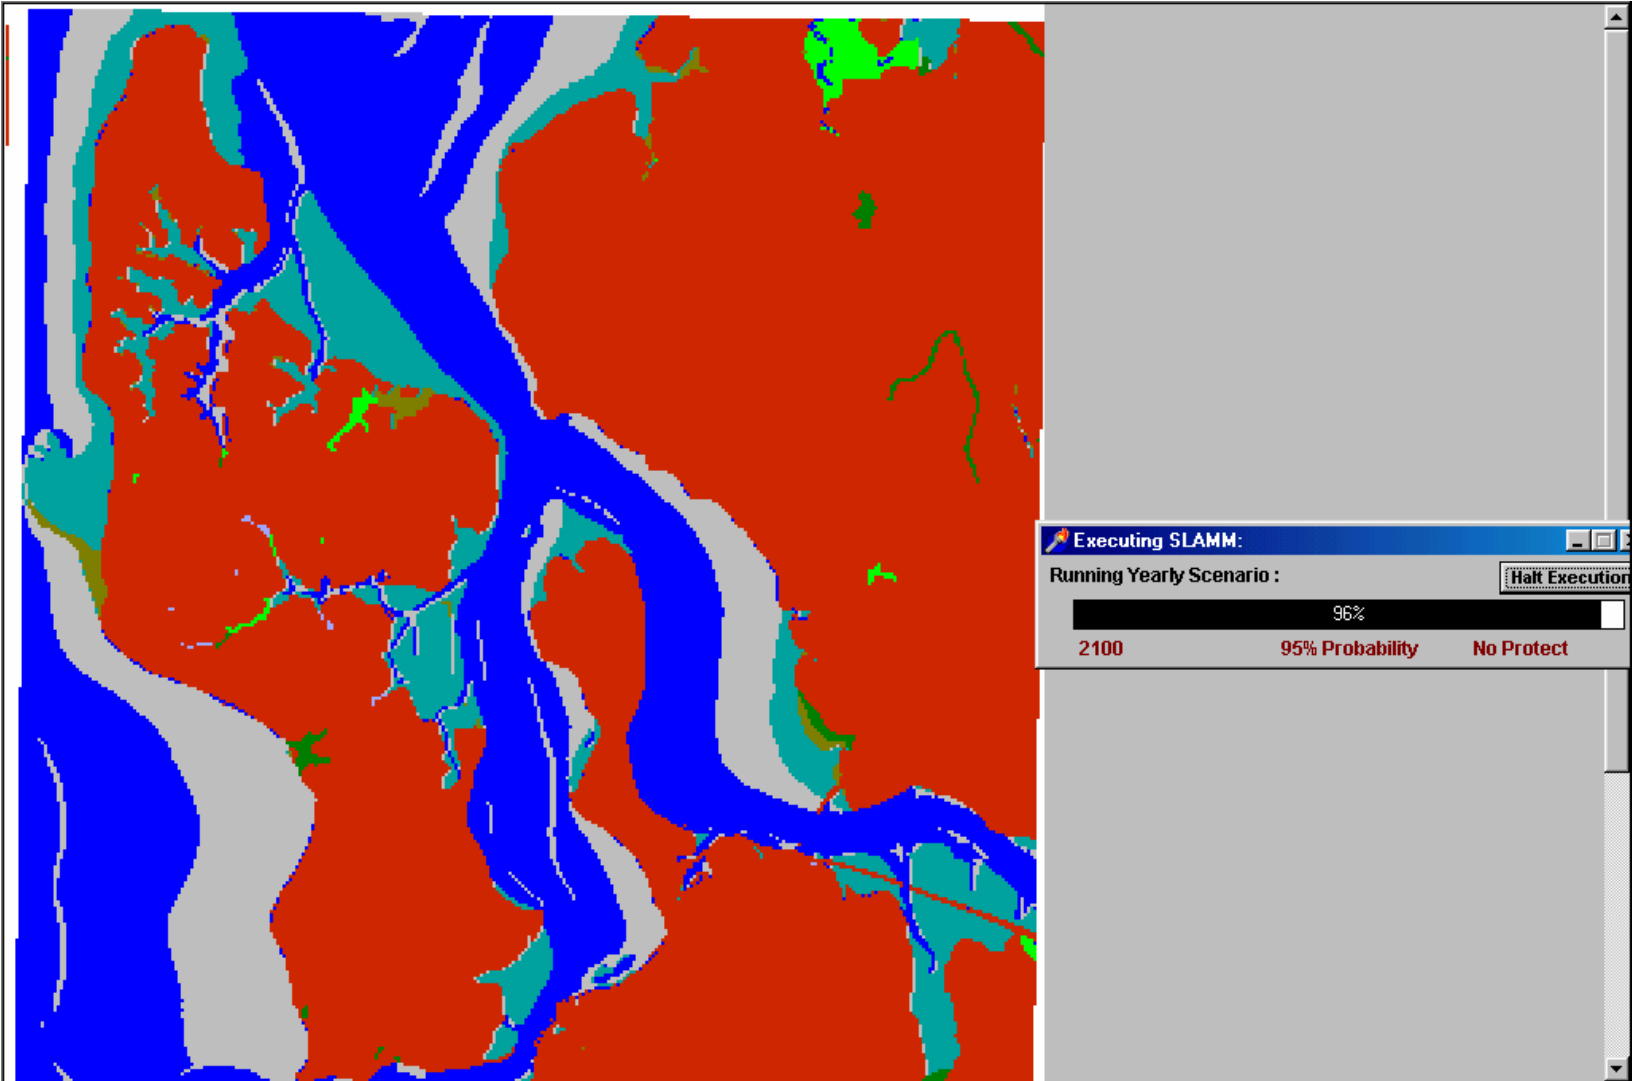 Executing SLAMM:
Running Yearly Scenario :
Halt Execution
96%
2100 95% Probability No Protect